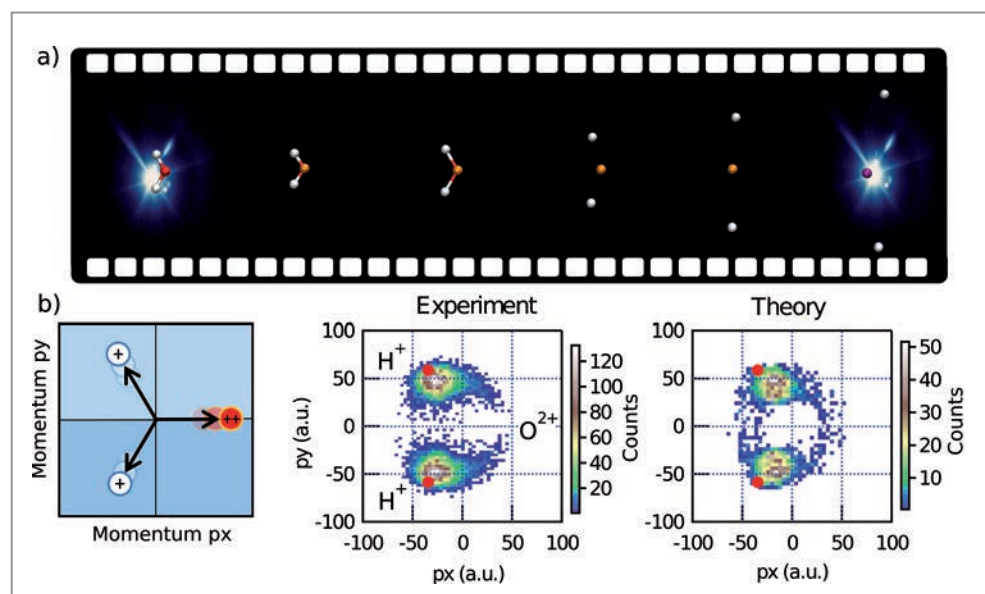 a)
b)
Experiment
Theory
Momentum py
+
++
+
Momentum px
py (a.u.)
100
50
0
-50
-100
H+
H+
O2+
-100 -50 0 50 100
px (a.u.)
120
100
80
60
40
20
Counts
100
50
0
-50
-100
-100 -50 0 50 100
px (a.u.)
50
40
30
20
10
Counts